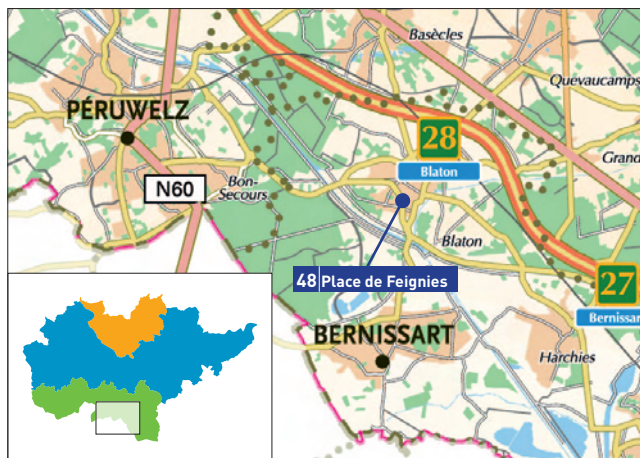 Basècles
Quevaucamps
PÉRUWELZ
28
Blaton
Grand
N60
Bon-
Secours
Blaton
48 Place de Feignies
27
Bernissar
BERNISSART
Harchies